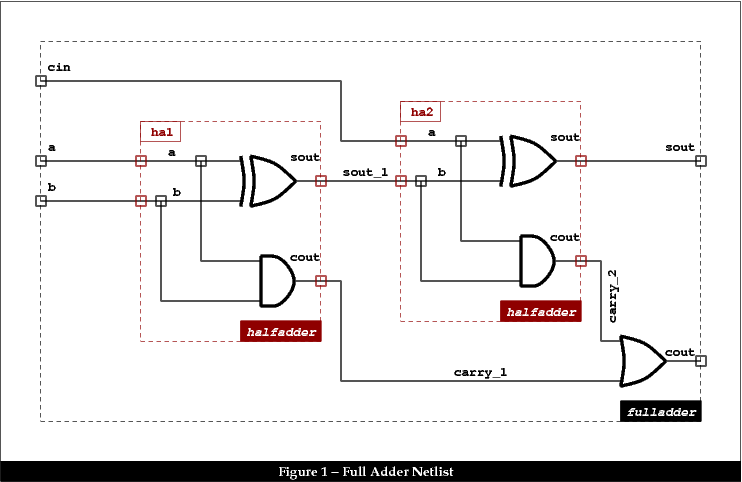 cin
ha2
a
sout
sout
a
ha1
a
sout
sout_1
b
b
b
cout
cout
carry_2
halfadder
halfadder
cout
carry_1
fulladder
Figure 1 – Full Adder Netlist